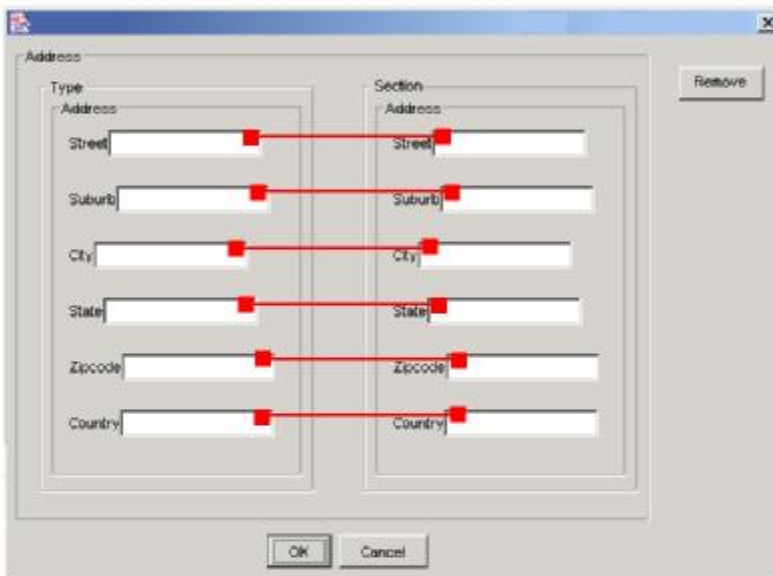 Address
Remove
Type
Section
Address
Address
Street
Street
Suburb
Suburb
City
City
State
State
Zipcode
Zipcode
Country
Country
OK
Cancel